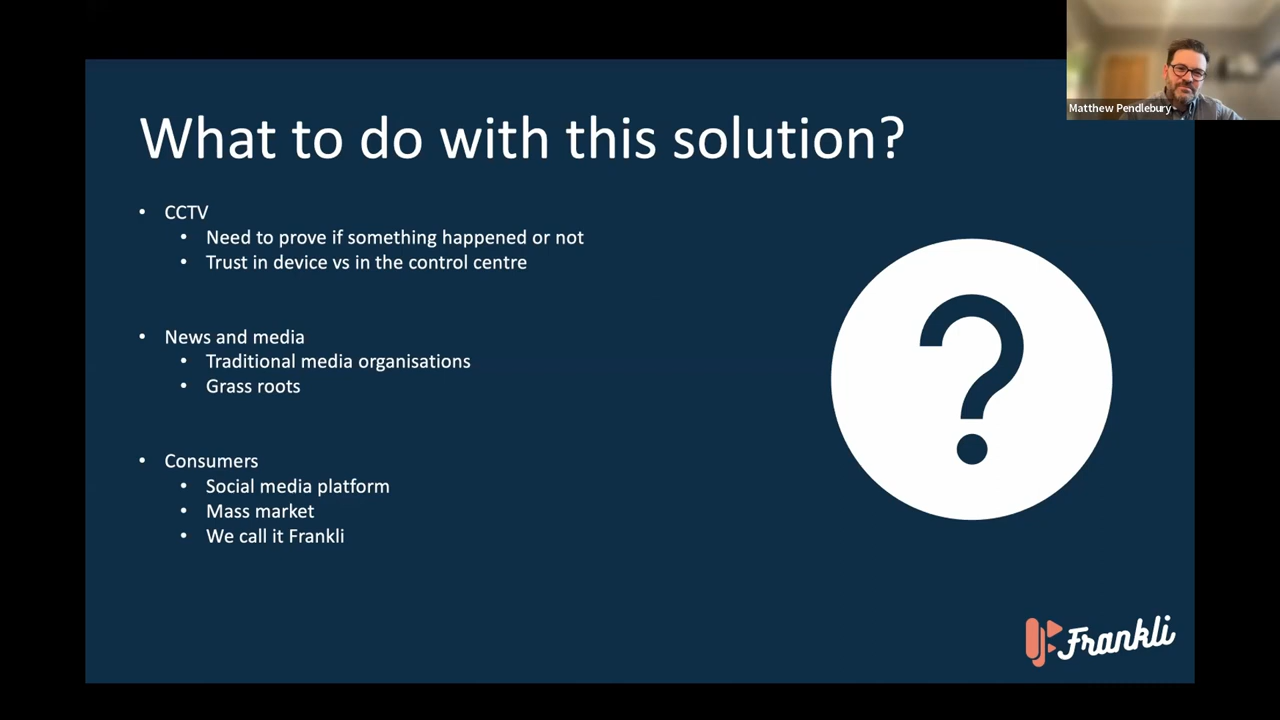 What to do with this solution?
Matthew Pendlebury
• CCTV
• Need to prove if something happened or not
• Trust in device vs in the control centre
• News and media
• Traditional media organisations
• Grass roots
• Consumers
• Social media platform
• Mass market
• We call it Frankli
?
Frankli